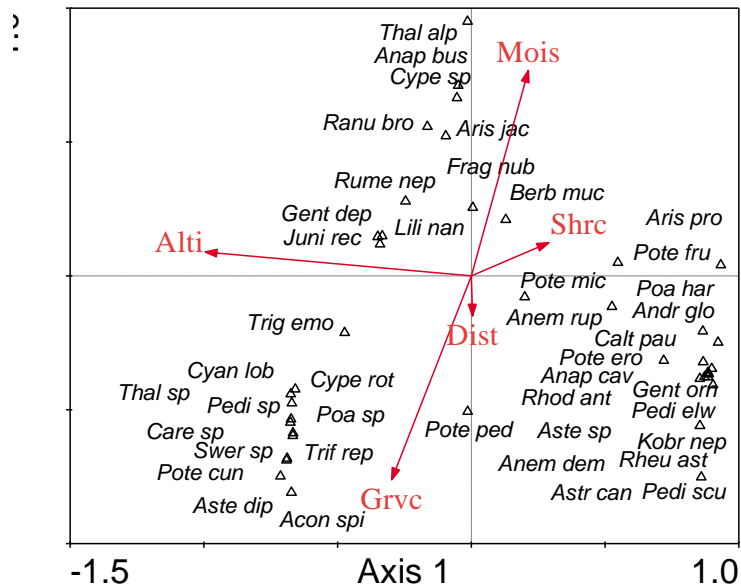 1.0
Thal alp
Anap bus
Mois
Cype sp
Ranu bro
Aris jac
Frag nub
Rume nep
Berb muc
Gent dep
Aris pro
Lili nan
Shrc
Juni rec
Alti
Pote fru
Pote mic
Poa har
Andr glo
Anem rup
Trig emo
Dist
Calt pau
Pote ero
Cyan lob
Cype rot
Anap cav
Thal sp
Rhod ant
Gent orn
Pedi sp
Poa sp
Pedi elw
Pote ped
Care sp
Aste sp
Kobr nep
Swer sp
Trif rep
Anem dem
Rheu ast
Pote cun
Grvc
Astr can
Pedi scu
Aste dip
Acon spi
-1.5
Axis 1
1.0